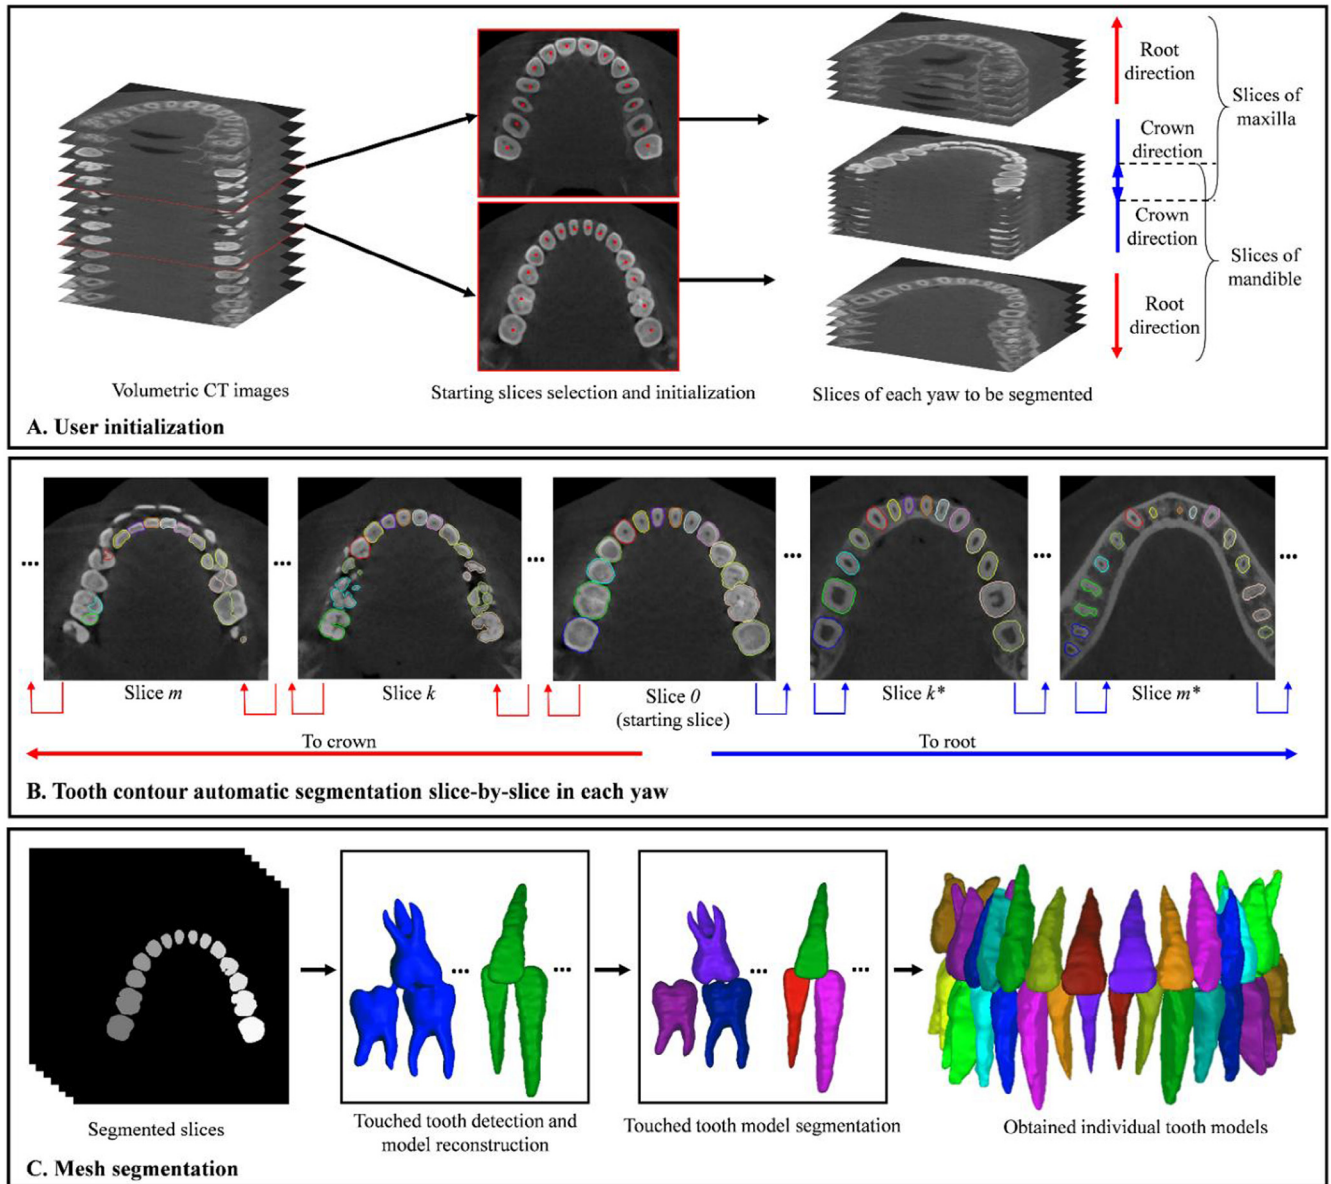 Root
direction
Crown
direction
Slices of
maxilla
Crown
direction
Slices of
mandible
Root
direction
Volumetric CT images
Starting slices selection and initialization
Slices of each yaw to be segmented
A. User initialization
...
...
...
...
...
...
Slice m
Slice k
Slice 0
(starting slice)
Slice k*
Slice m*
To crown
To root
B. Tooth contour automatic segmentation slice-by-slice in each yaw
...
...
...
...
Segmented slices
Touched tooth detection and
model reconstruction
Touched tooth model segmentation
Obtained individual tooth models
C. Mesh segmentation